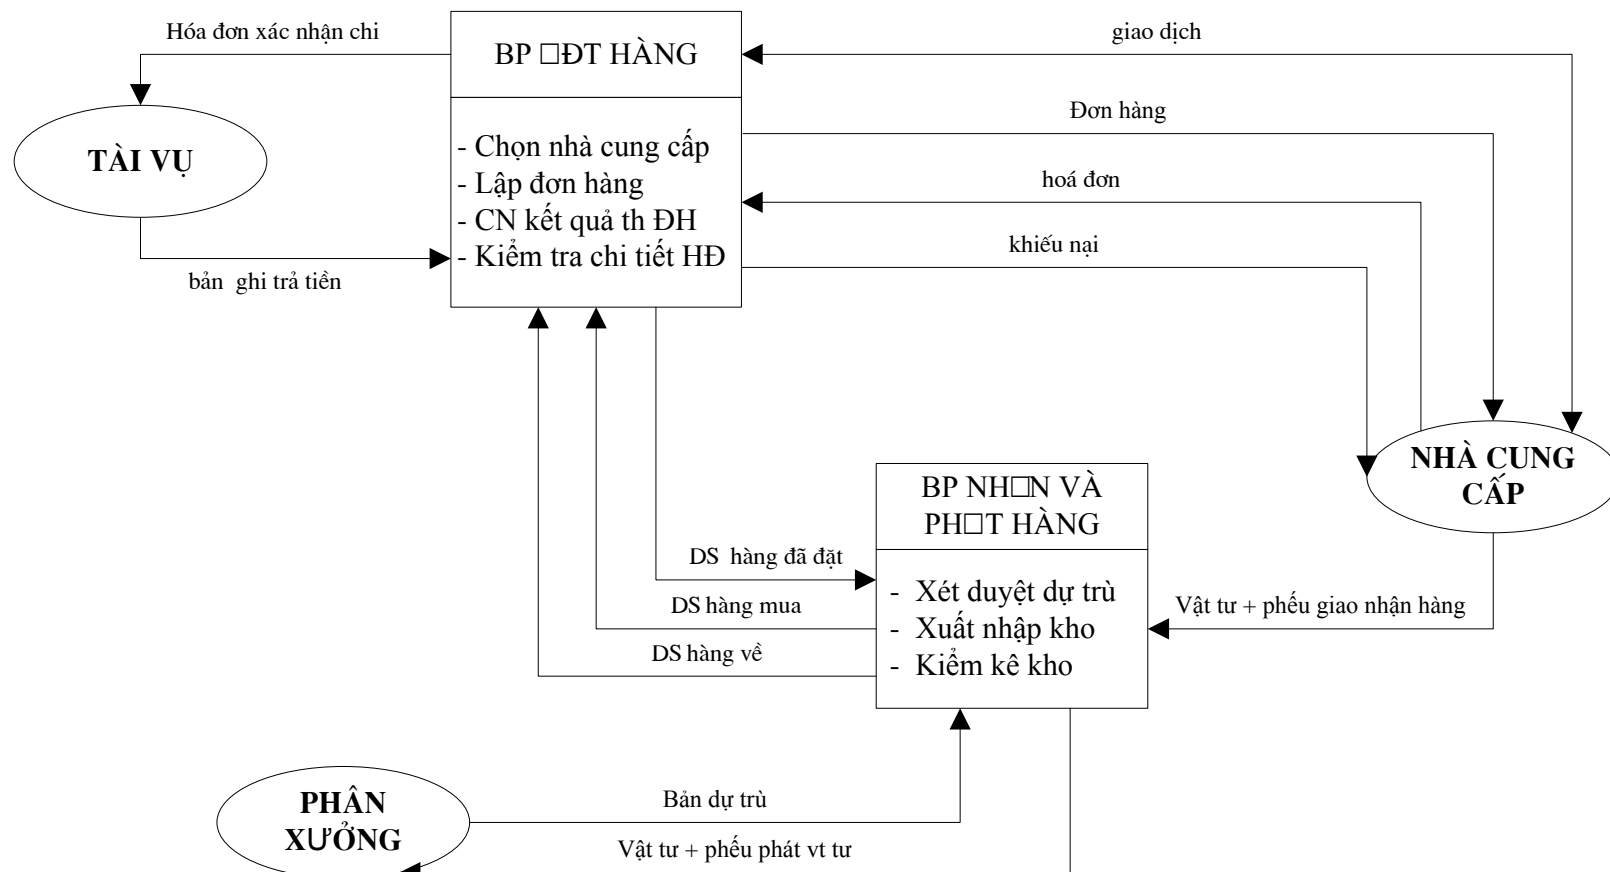 Hóa đơn xác nhận chi
BP □ĐT HÀNG
giao dịch
Đơn hàng
TÀI VỤ
- Chọn nhà cung cấp
- Lập đơn hàng
- CN kết quả th ĐH
- Kiểm tra chi tiết HĐ
hoá đơn
khiếu nại
bản ghi trả tiền
NHÀ CUNG
CẤP
BP NH□N VÀ
PH□T HÀNG
DS hàng đã đặt
DS hàng mua
DS hàng về
- Xét duyệt dự trù
- Xuất nhập kho
- Kiểm kê kho
Vật tư + phếu giao nhận hàng
PHÂN
XƯỞNG
Bản dự trù
Vật tư + phếu phát vt tư